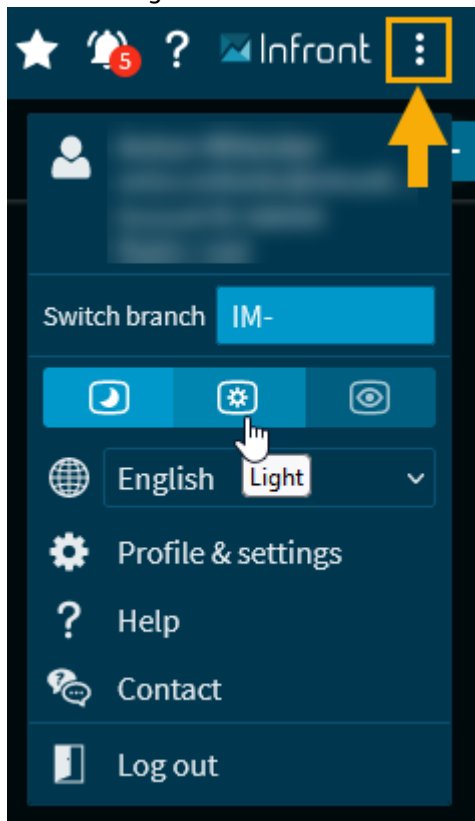 5 ? Infront
Switch branch IM-
English Light
Profile & settings
? Help
Contact
Log out